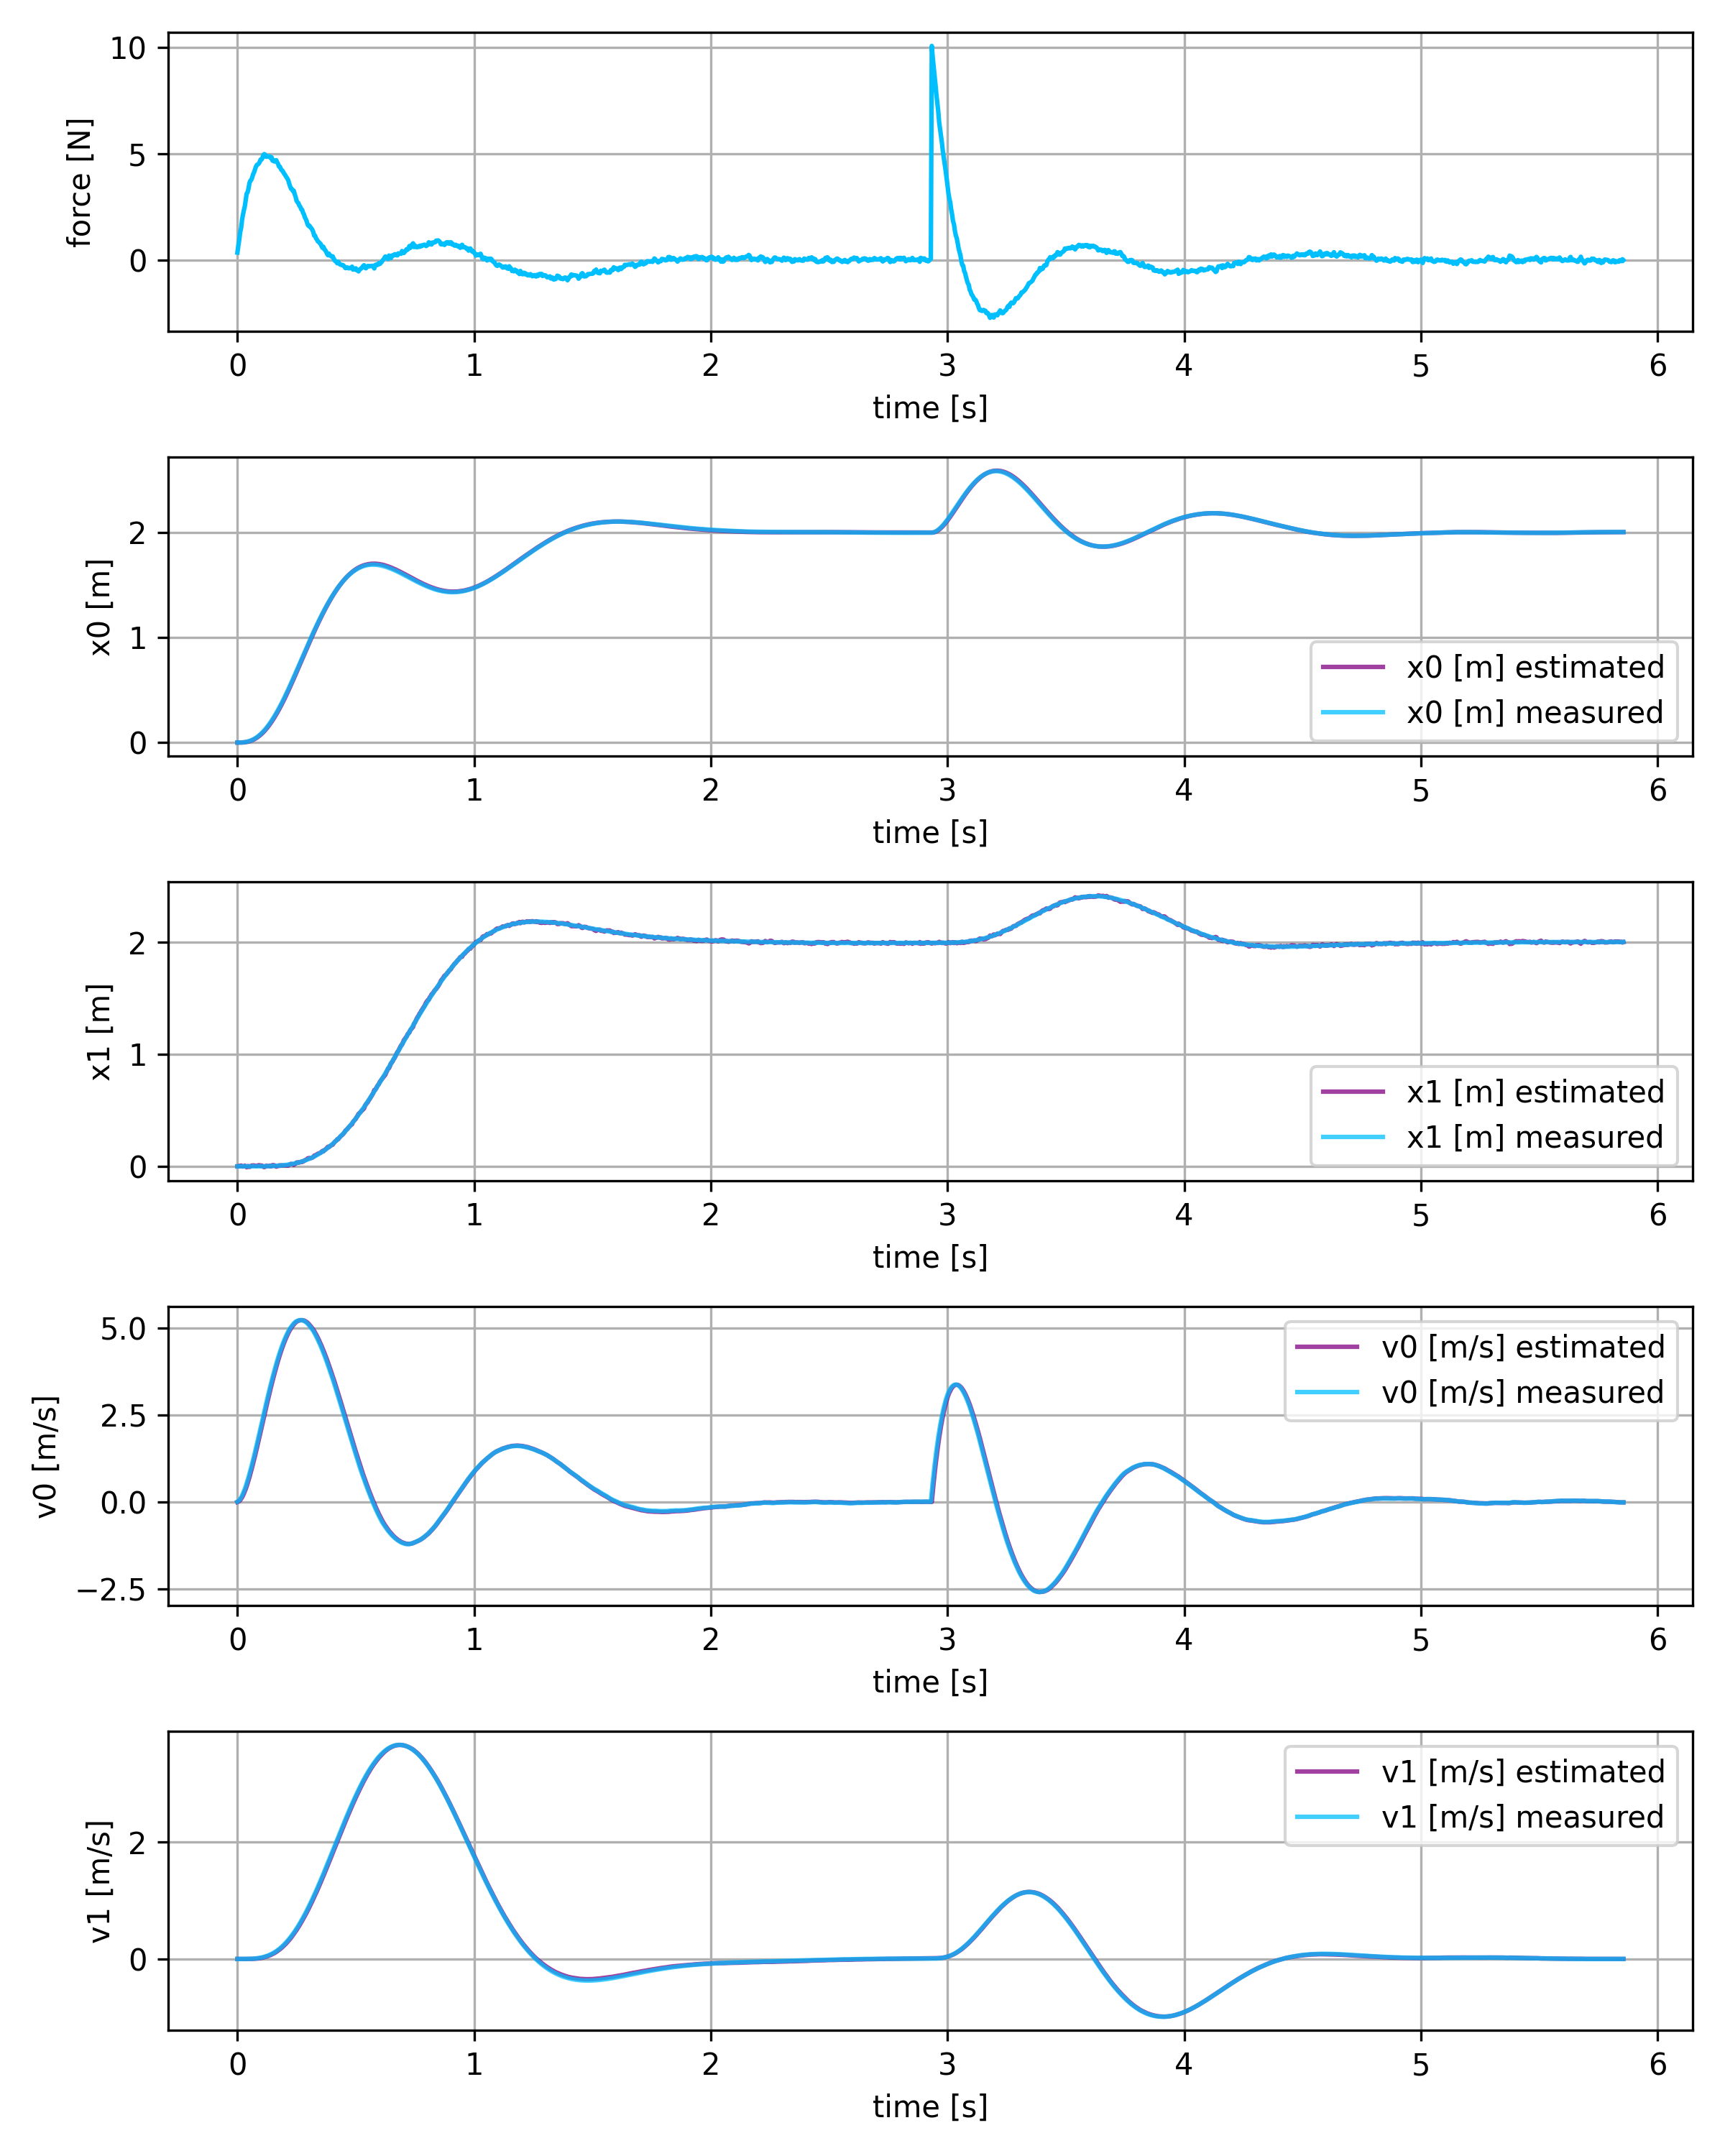 10
5
0
force [N]
0 1 2 3 4 5 6
time [s]
2
1
0
x0 [m]
x0 [m] estimated
x0 [m] measured
0 1 2 3 4 5 6
time [s]
2
1
0
x1 [m]
x1 [m] estimated
x1 [m] measured
0 1 2 3 4 5 6
time [s]
5.0
2.5
0.0
−2.5
v0 [m/s]
v0 [m/s] estimated
v0 [m/s] measured
0 1 2 3 4 5 6
time [s]
2
0
v1 [m/s]
v1 [m/s] estimated
v1 [m/s] measured
0 1 2 3 4 5 6
time [s]